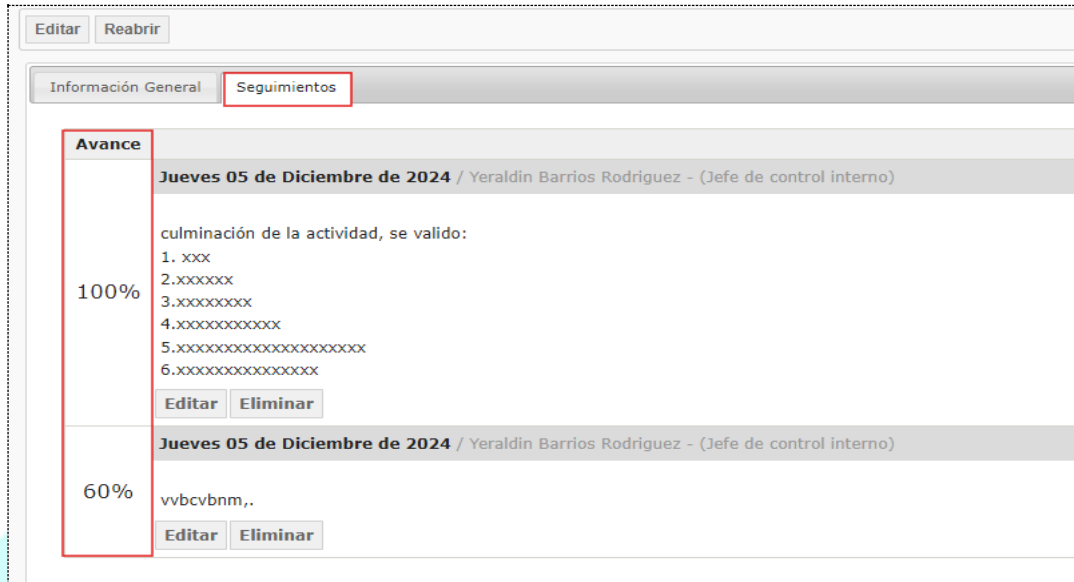 Editar Reabrir
Información General Seguimientos
Avance
Jueves 05 de Diciembre de 2024 / Yeraldin Barrios Rodriguez - (Jefe de control interno)
culminación de la actividad, se valido:
1. xxx
2.xxxxxx
100%
3.xxxxxxxx
4.xxxxxxxxxxx
5.xxxxxxxxxxxxxxxxxxxx
6.xxxxxxxxxxxxxxx
Editar Eliminar
Jueves 05 de Diciembre de 2024 / Yeraldin Barrios Rodriguez - (Jefe de control interno)
60%
vvbcvbnm,.
Editar Eliminar